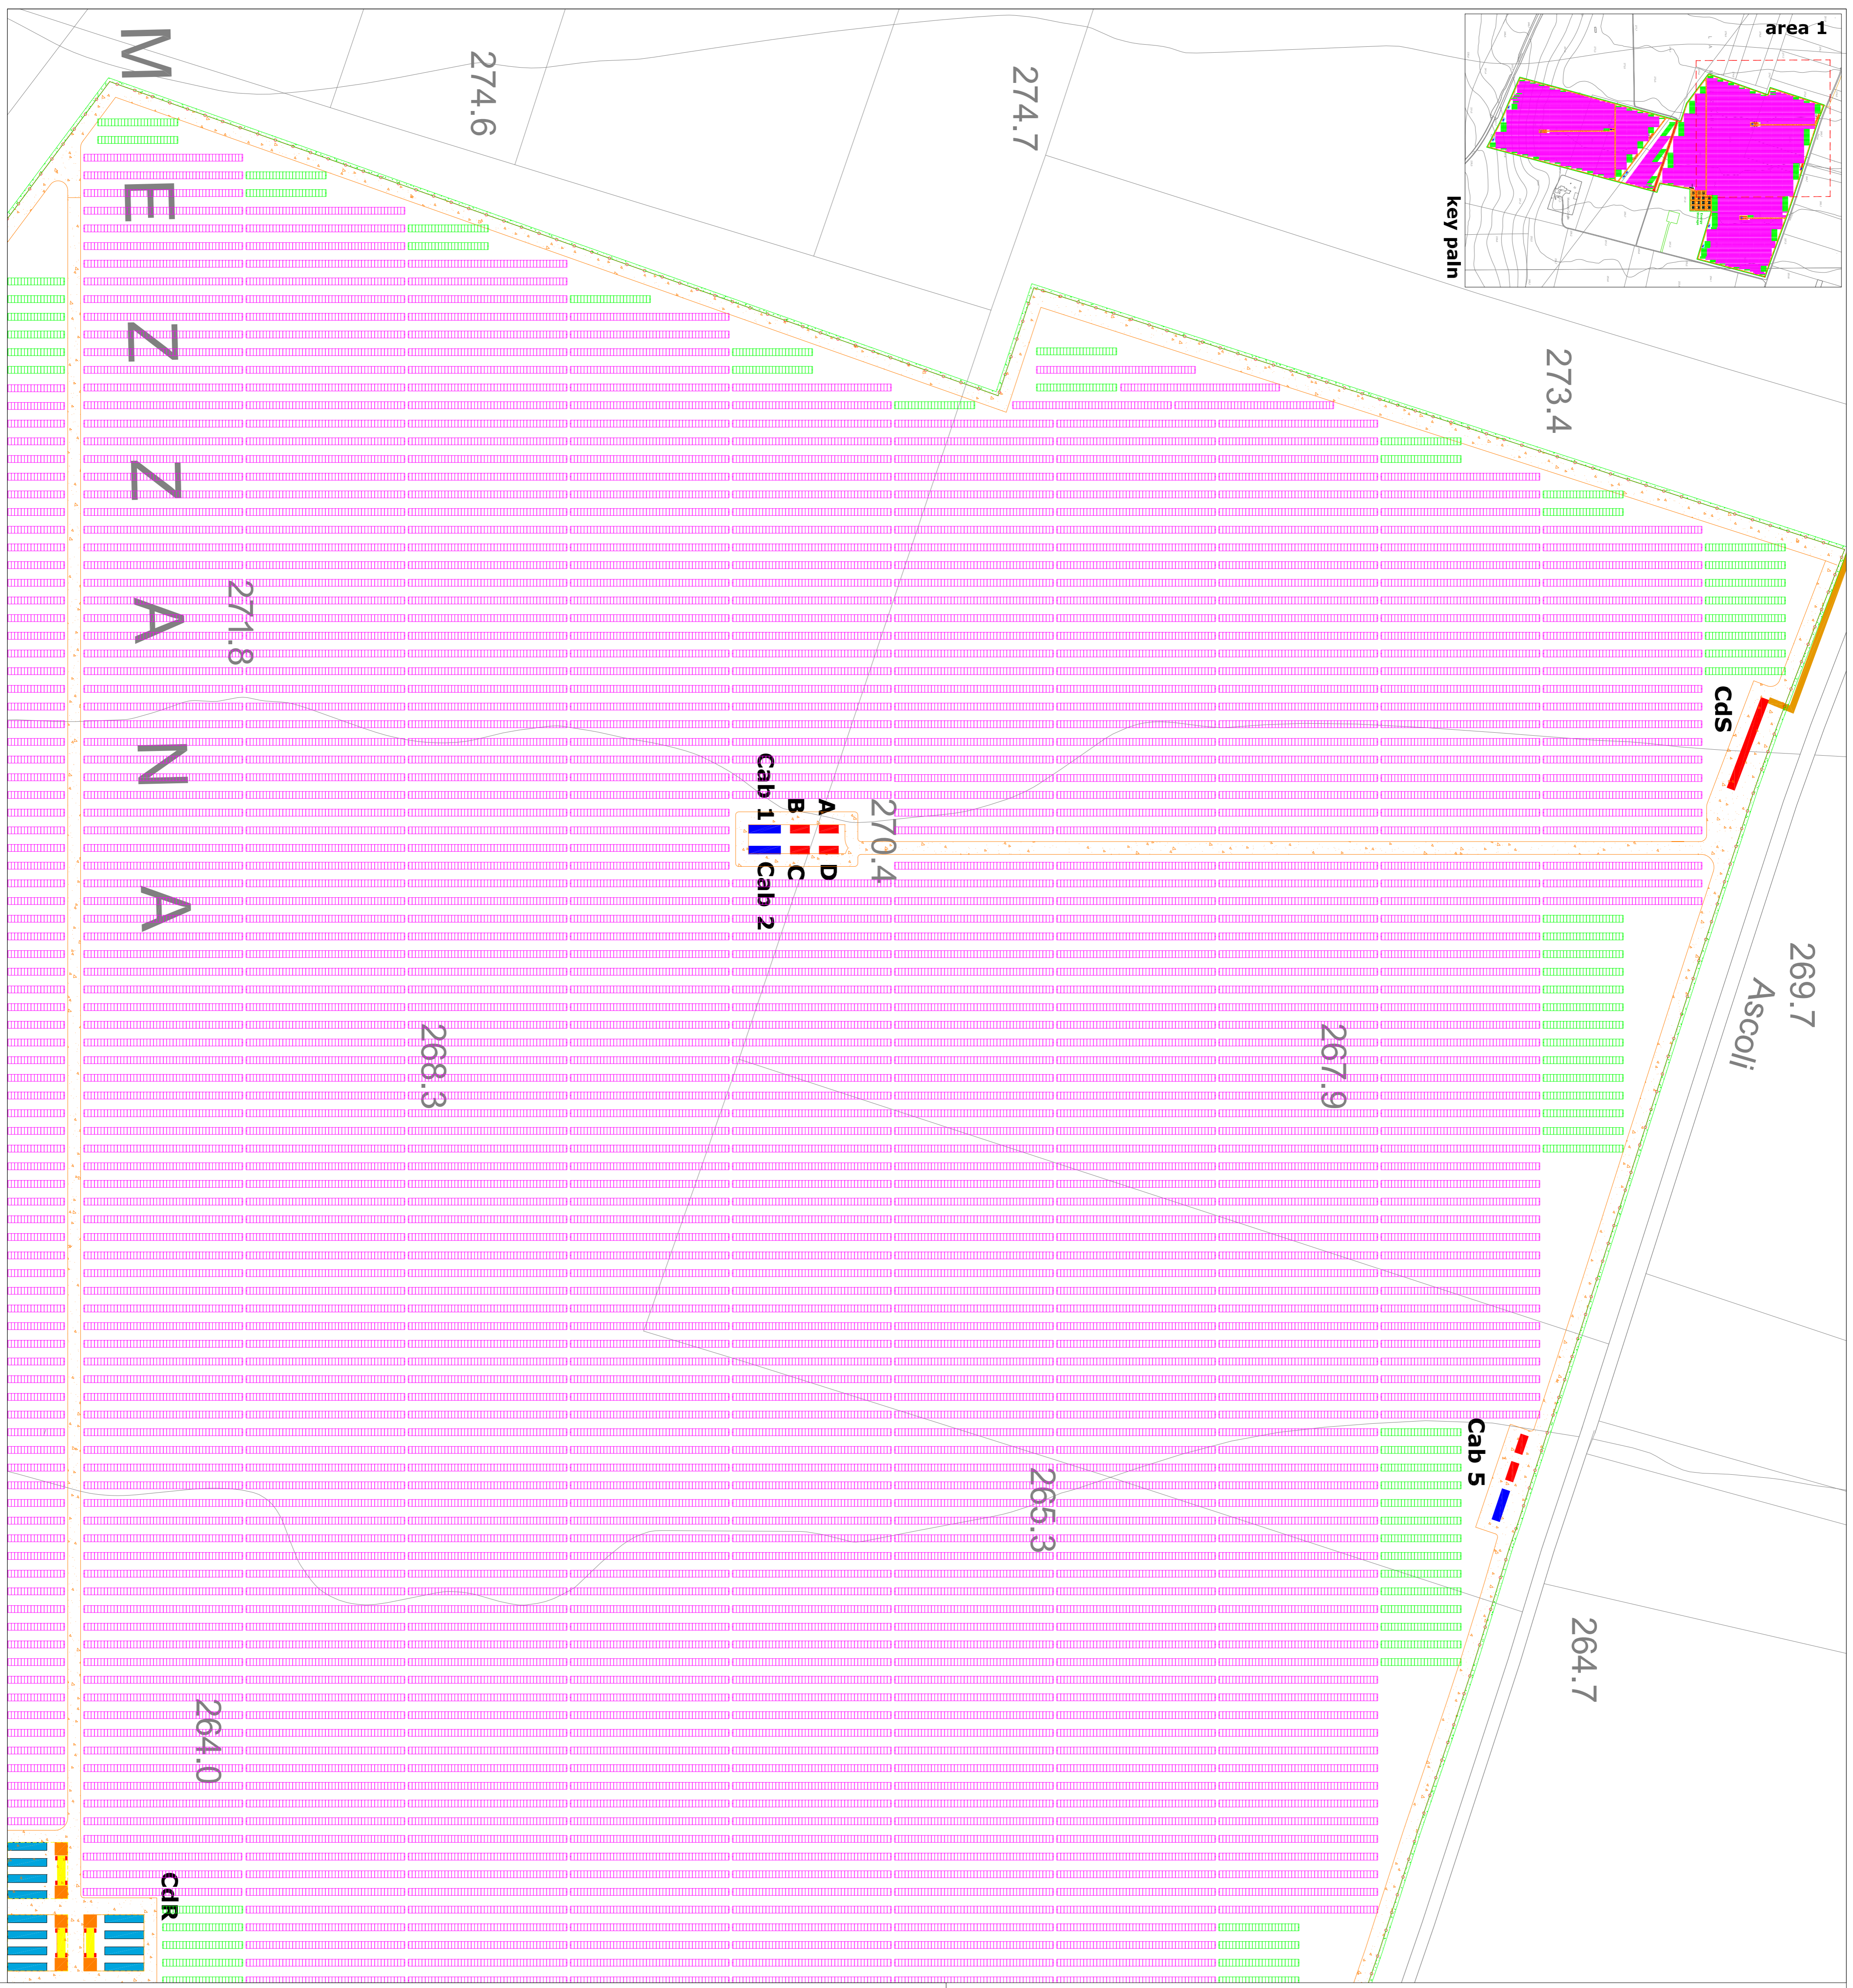 area 1
key paln
M E Z Z A N A
274.6
274.7
273.4
271.8
CdS
Cab 1
B
A
270.4
Cab 2
C
D
269.7
Ascoli
268.3
267.9
Cab 5
265.3
264.7
264.0
CdR